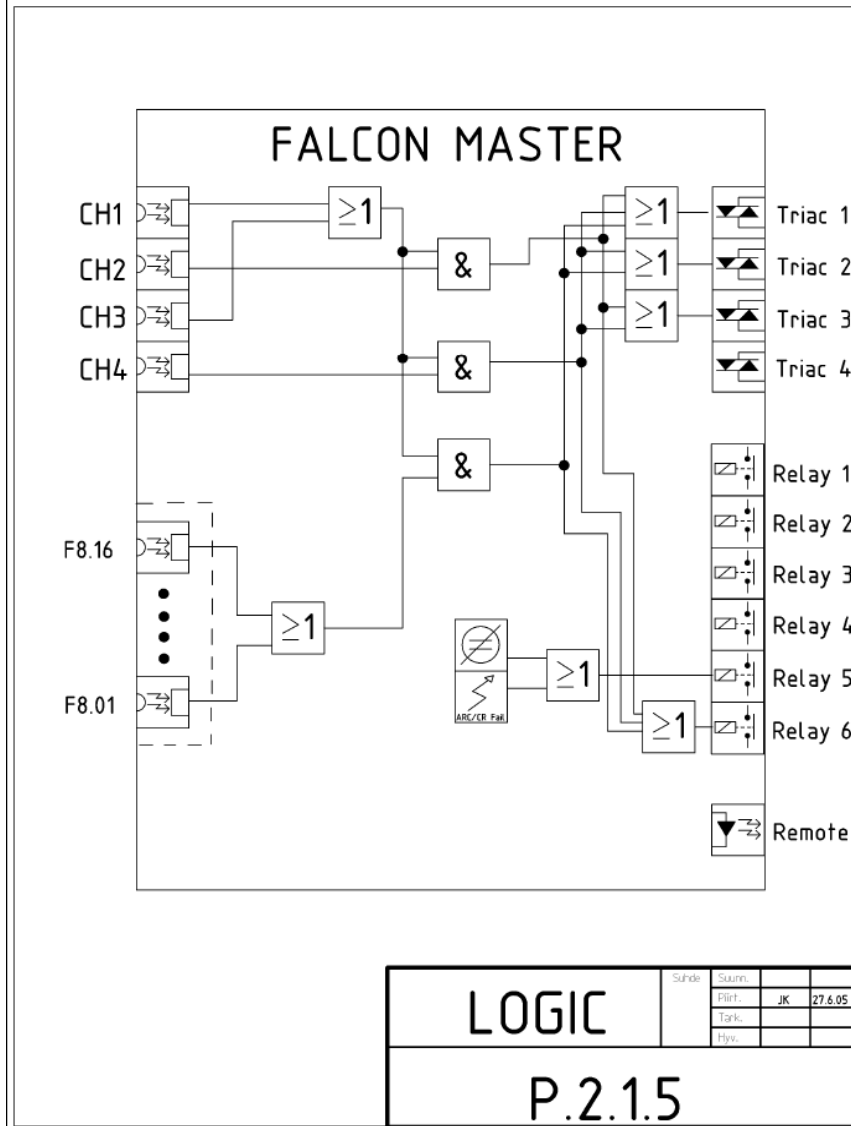 FALCON MASTER
CH1
CH2
CH3
CH4
F8.16
F8.01
≥1
&
&
&
≥1
≥1
≥1
≥1
≥1
≥1
ARC/CR Fail
Triac 1
Triac 2
Triac 3
Triac 4
Relay 1
Relay 2
Relay 3
Relay 4
Relay 5
Relay 6
Remote
LOGIC
Suhde
Suunn.
Piirt. JK 27.6.05
Tark.
Hyv.
P.2.1.5